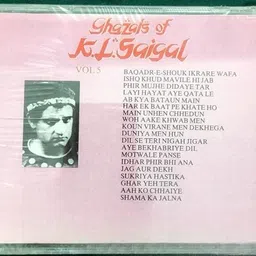 Ghazals of
K.L. Saigal
VOL 5
BAQADR-E-SHOUK IKRARE WAFA
ISHQ KHUD MAVILE HIJAB
PHIR MUJHE DIDAYE TAR
LAYI HAYAT AYE QATALE
AB KYA BATAUN MAIN
HAR EK BAAT PE KHATE HO
MAIN UNHEN CHHEDUN
WOH AAKE KHWAB MEN
KOUN VIRANE MEN DEKHEGA
DUNIYA MEN HUN
DIL SE TERI NIGAH JIGAR
AYE BEKHABRIYE DIL
MOTWALE PANSE
IDHAR PHIR BHI ANA
JAG AUR DEKH
SUKRIYA HASTIKA
GHAR YEH TERA
AAH KO CHHAIYE
SHAMA KA JALNA